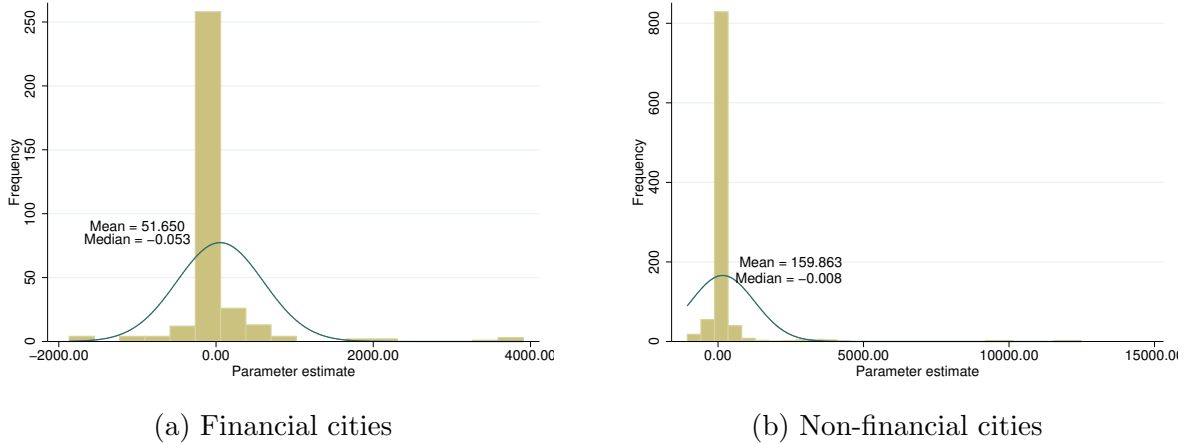 250
200
150
100
50
0
Frequency
Mean = 51.650
Median = −0.053
−2000.00 0.00 2000.00 4000.00
Parameter estimate
(a) Financial cities
800
600
400
200
0
Frequency
Mean = 159.863
Median = −0.008
0.00 5000.00 10000.00 15000.00
Parameter estimate
(b) Non-financial cities